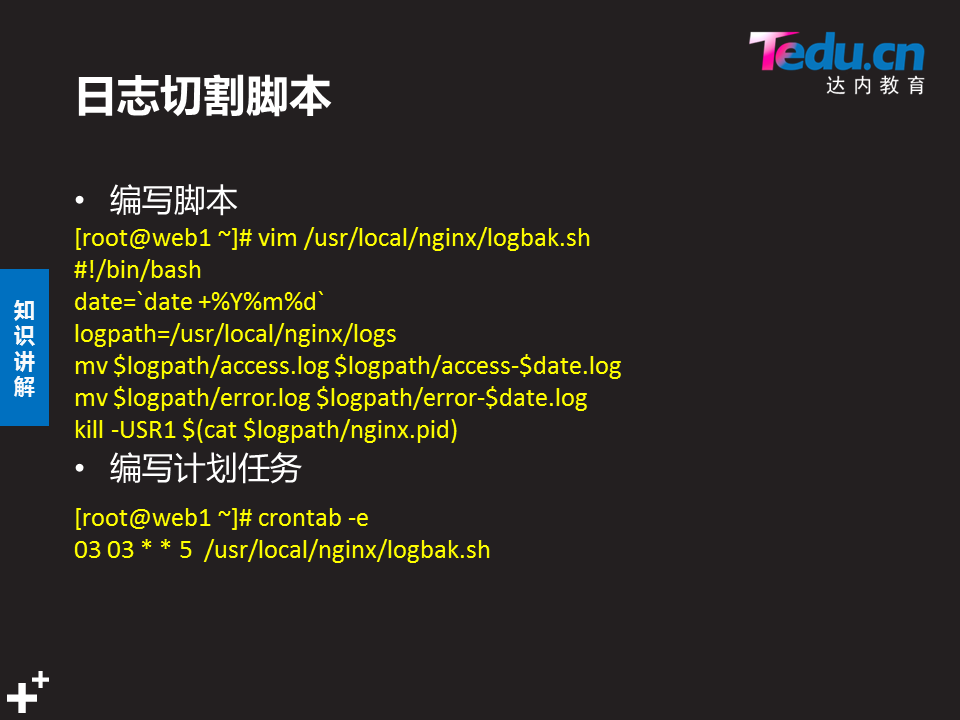 Tedu.cn
达内教育
日志切割脚本
• 编写脚本
[root@web1 ~]# vim /usr/local/nginx/logbak.sh
#!/bin/bash
date=`date +%Y%m%d`
logpath=/usr/local/nginx/logs
mv $logpath/access.log $logpath/access-$date.log
mv $logpath/error.log $logpath/error-$date.log
kill -USR1 $(cat $logpath/nginx.pid)
• 编写计划任务
[root@web1 ~]# crontab -e
03 03 * * 5  /usr/local/nginx/logbak.sh
知识讲解